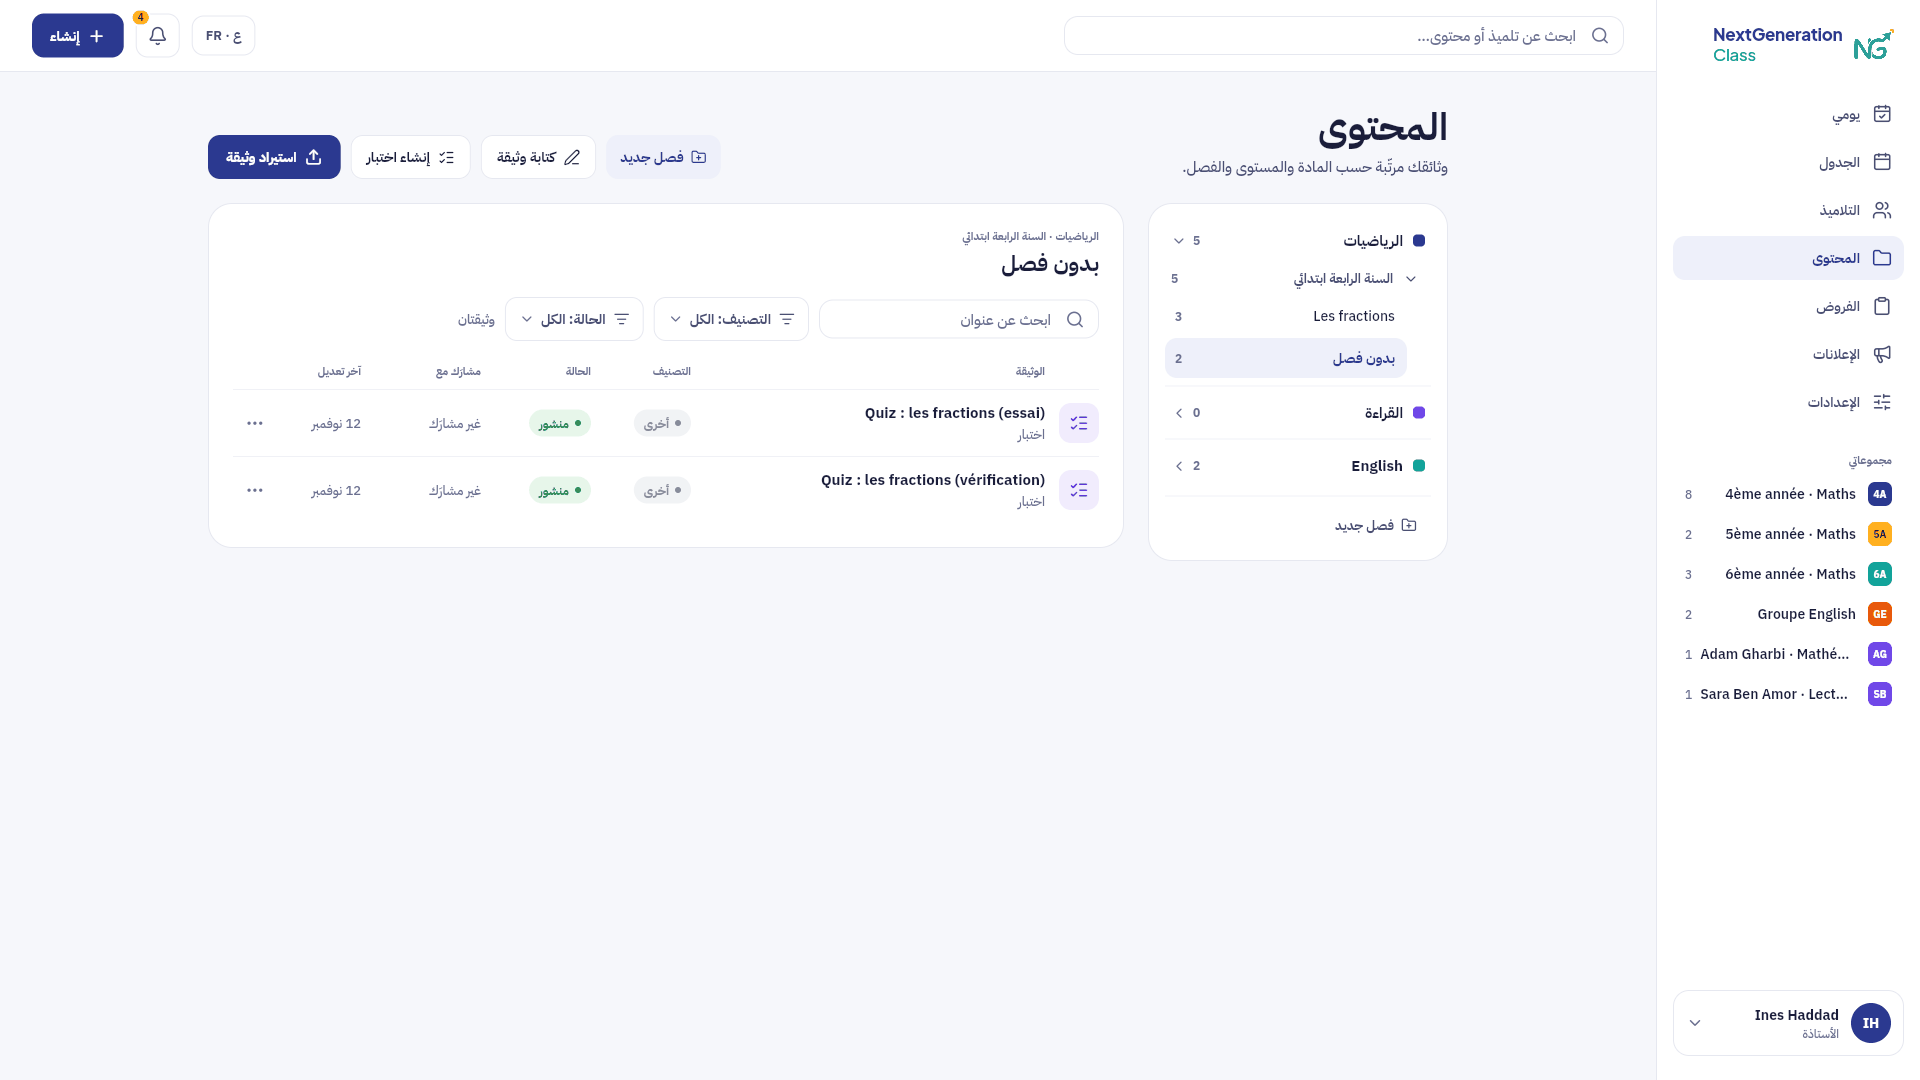 NextGeneration
Class
ابحث عن تلميذ أو محتوى...
ع · FR
4
إنشاء
يومي
الجدول
التلاميذ
المحتوى
الفروض
الإعلانات
الإعدادات
مجموعاتي
4A 4ème année · Maths 8
5A 5ème année · Maths 2
6A 6ème année · Maths 3
GE Groupe English 2
AG Adam Gharbi · Mathé... 1
SB Sara Ben Amor · Lect... 1
IH Ines Haddad
الأستاذة
المحتوى
وثائقك مرتّبة حسب المادة والمستوى والفصل.
فصل جديد
كتابة وثيقة
إنشاء اختبار
استيراد وثيقة
الرياضيات 5
السنة الرابعة ابتدائي 5
Les fractions 3
بدون فصل 2
القراءة 0
English 2
فصل جديد
الرياضيات · السنة الرابعة ابتدائي
بدون فصل
ابحث عن عنوان
التصنيف: الكل
الحالة: الكل
وثيقتان
الوثيقة التصنيف الحالة مشارَك مع آخر تعديل
Quiz : les fractions (essai)
اختبار
أخرى منشور غير مشارَك 12 نوفمبر
Quiz : les fractions (vérification)
اختبار
أخرى منشور غير مشارَك 12 نوفمبر